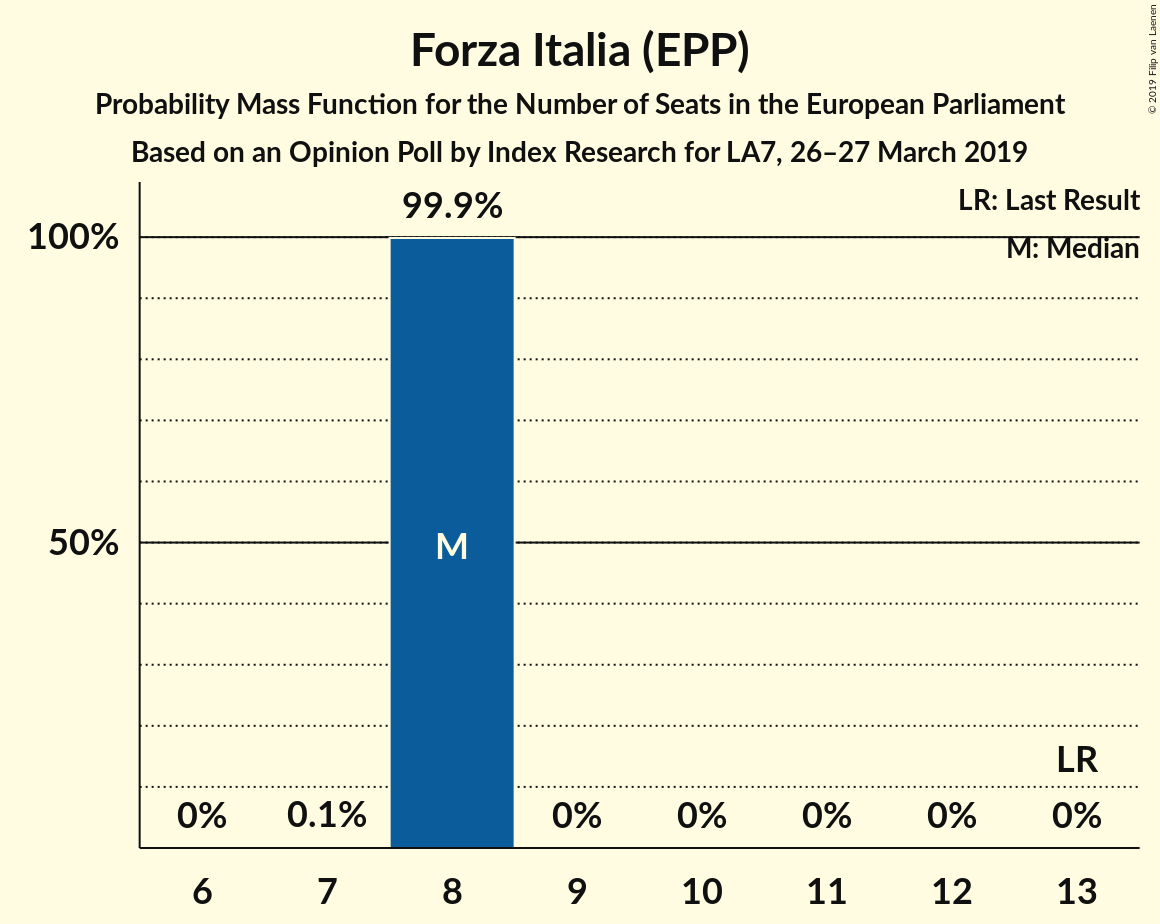 Forza Italia (EPP)
Probability Mass Function for the Number of Seats in the European Parliament
Based on an Opinion Poll by Index Research for LA7, 26–27 March 2019
© 2019 Filip van Laenen
LR: Last Result
M: Median
99.9%
100%
50%
M
LR
0% 0.1% 0% 0% 0% 0% 0%
6 7 8 9 10 11 12 13